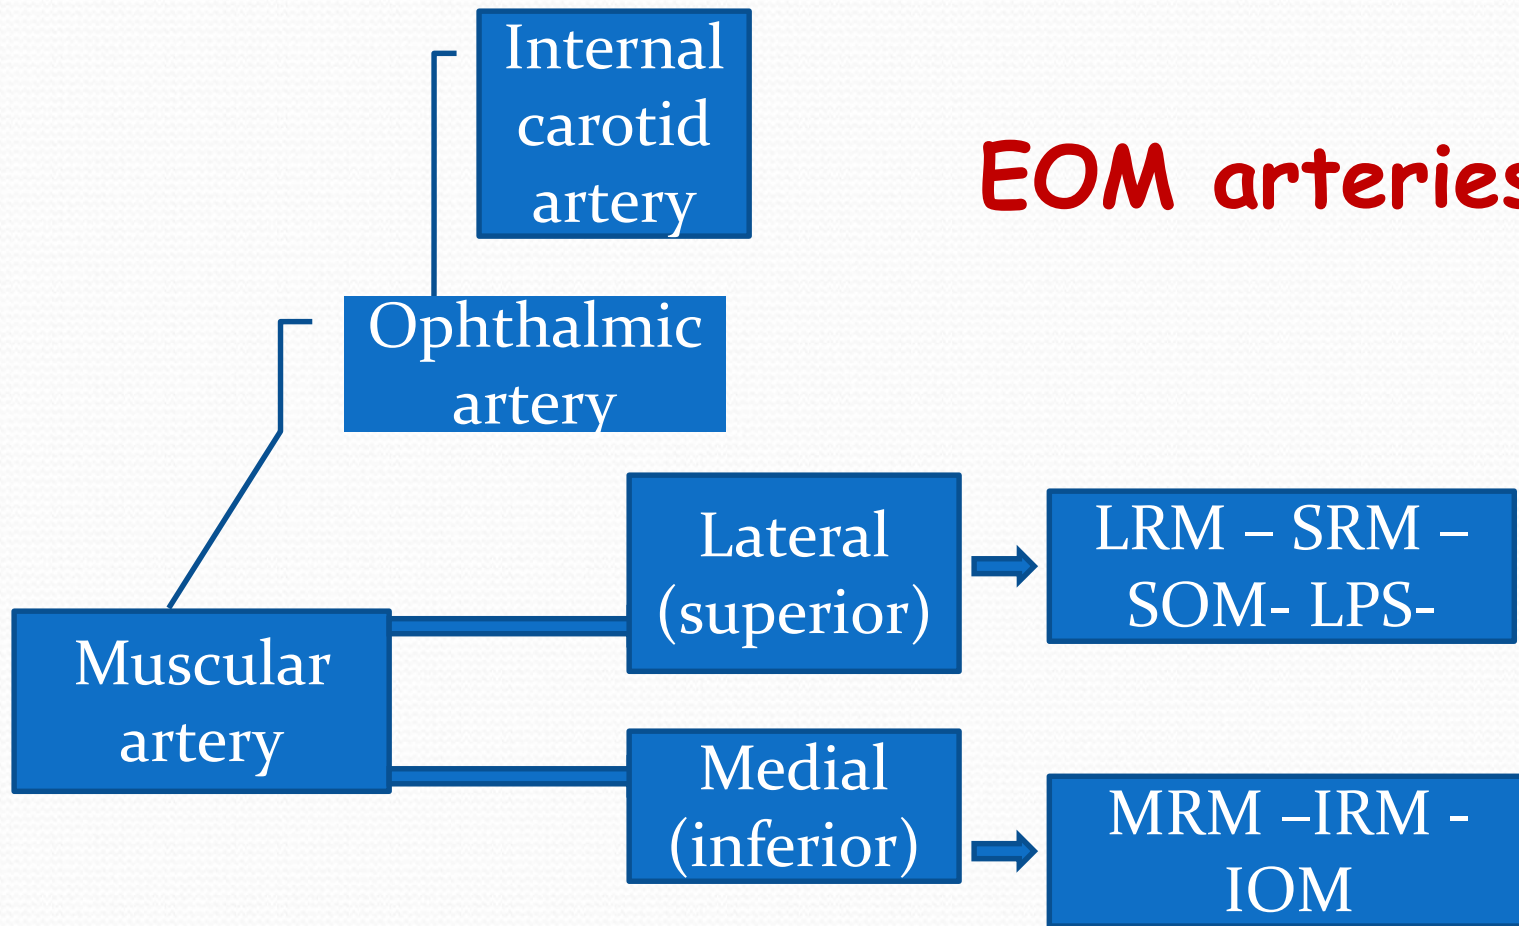 Internal
carotid
artery
EOM arteries
Ophthalmic
artery
Lateral
(superior)
LRM – SRM –
SOM- LPS-
Muscular
artery
Medial
(inferior)
MRM –IRM -
IOM